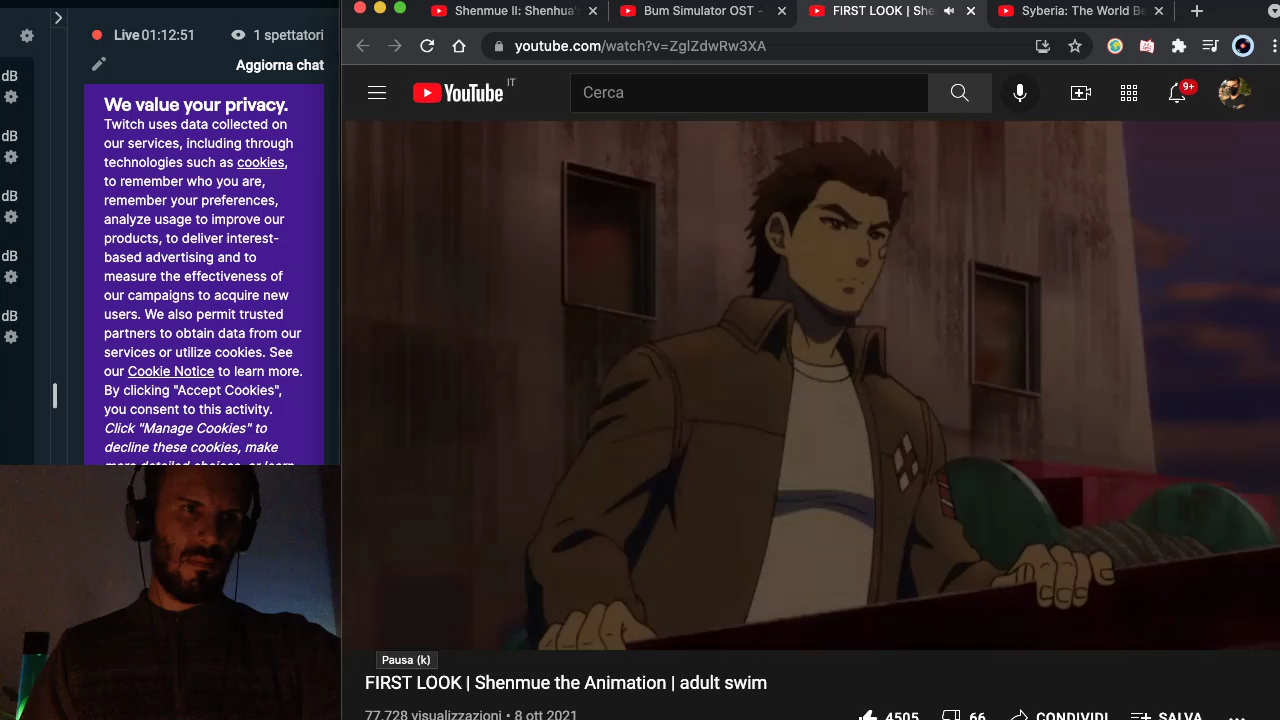 Shenmue II: Shenhua'
Bum Simulator OST -
FIRST LOOK | She
Syberia: The World Be
youtube.com/watch?v=ZglZdwRw3XA
Live 01:12:51
1 spettatori
Aggiorna chat
dB
dB
dB
dB
dB
We value your privacy.
Twitch uses data collected on
our services, including through
technologies such as cookies,
to remember who you are,
remember your preferences,
analyze usage to improve our
products, to deliver interest-
based advertising and to
measure the effectiveness of
our campaigns to acquire new
users. We also permit trusted
partners to obtain data from our
services or utilize cookies. See
our Cookie Notice to learn more.
By clicking "Accept Cookies",
you consent to this activity.
Click "Manage Cookies" to
decline these cookies, make
more detailed choices, or learn
YouTube IT
Cerca
9+
Pausa (k)
FIRST LOOK | Shenmue the Animation | adult swim
77.728 visualizzazioni • 8 ott 2021
4505
66
CONDIVIDI
SALVA